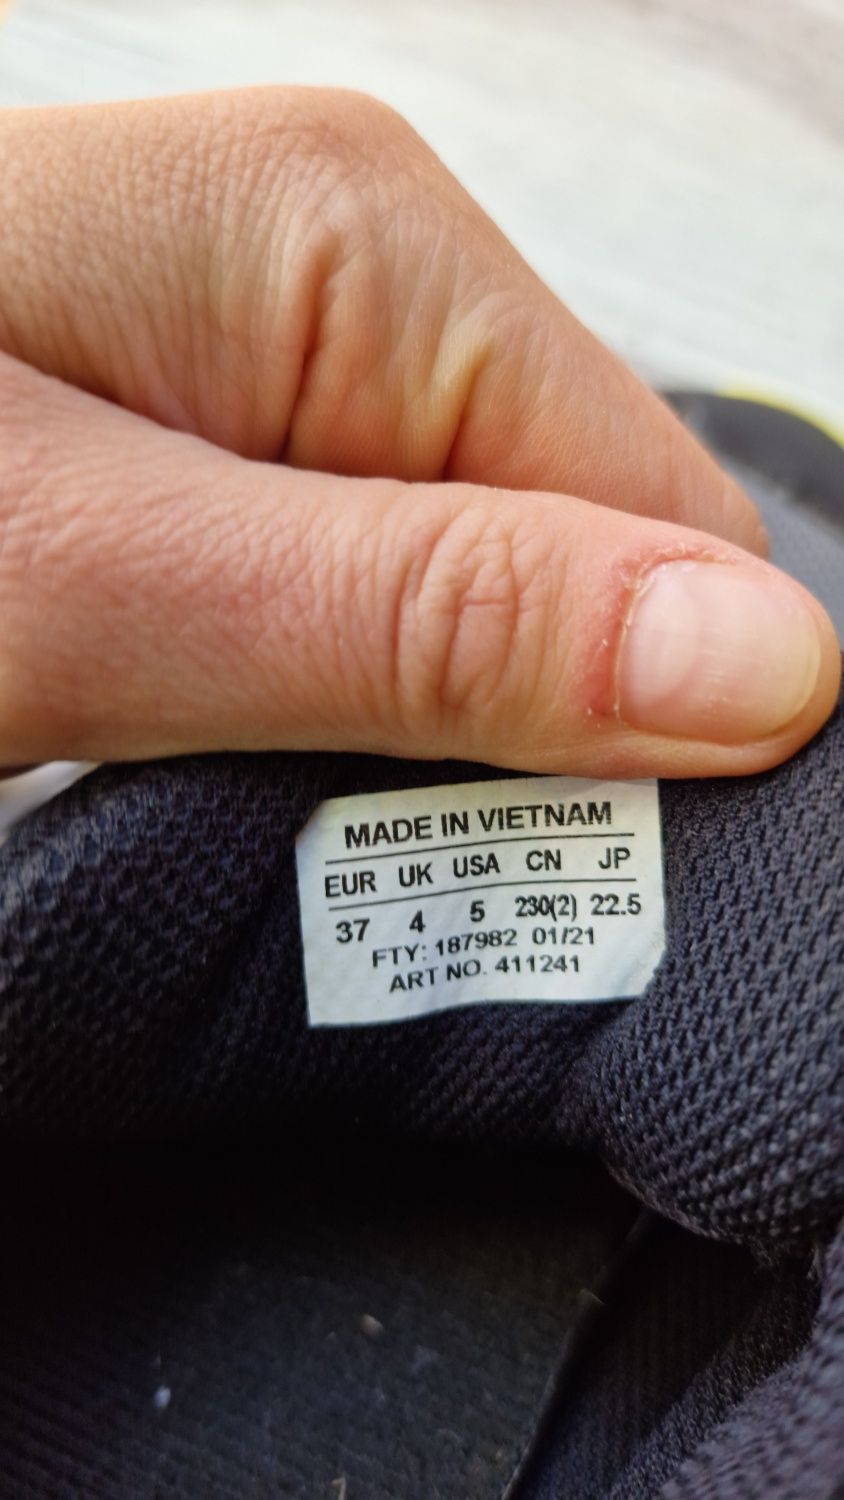 MADE IN VIETNAM
EUR UK USA CN JP
37 4 5 230(2) 22.5
FTY: 187982 01/21
ART NO. 411241